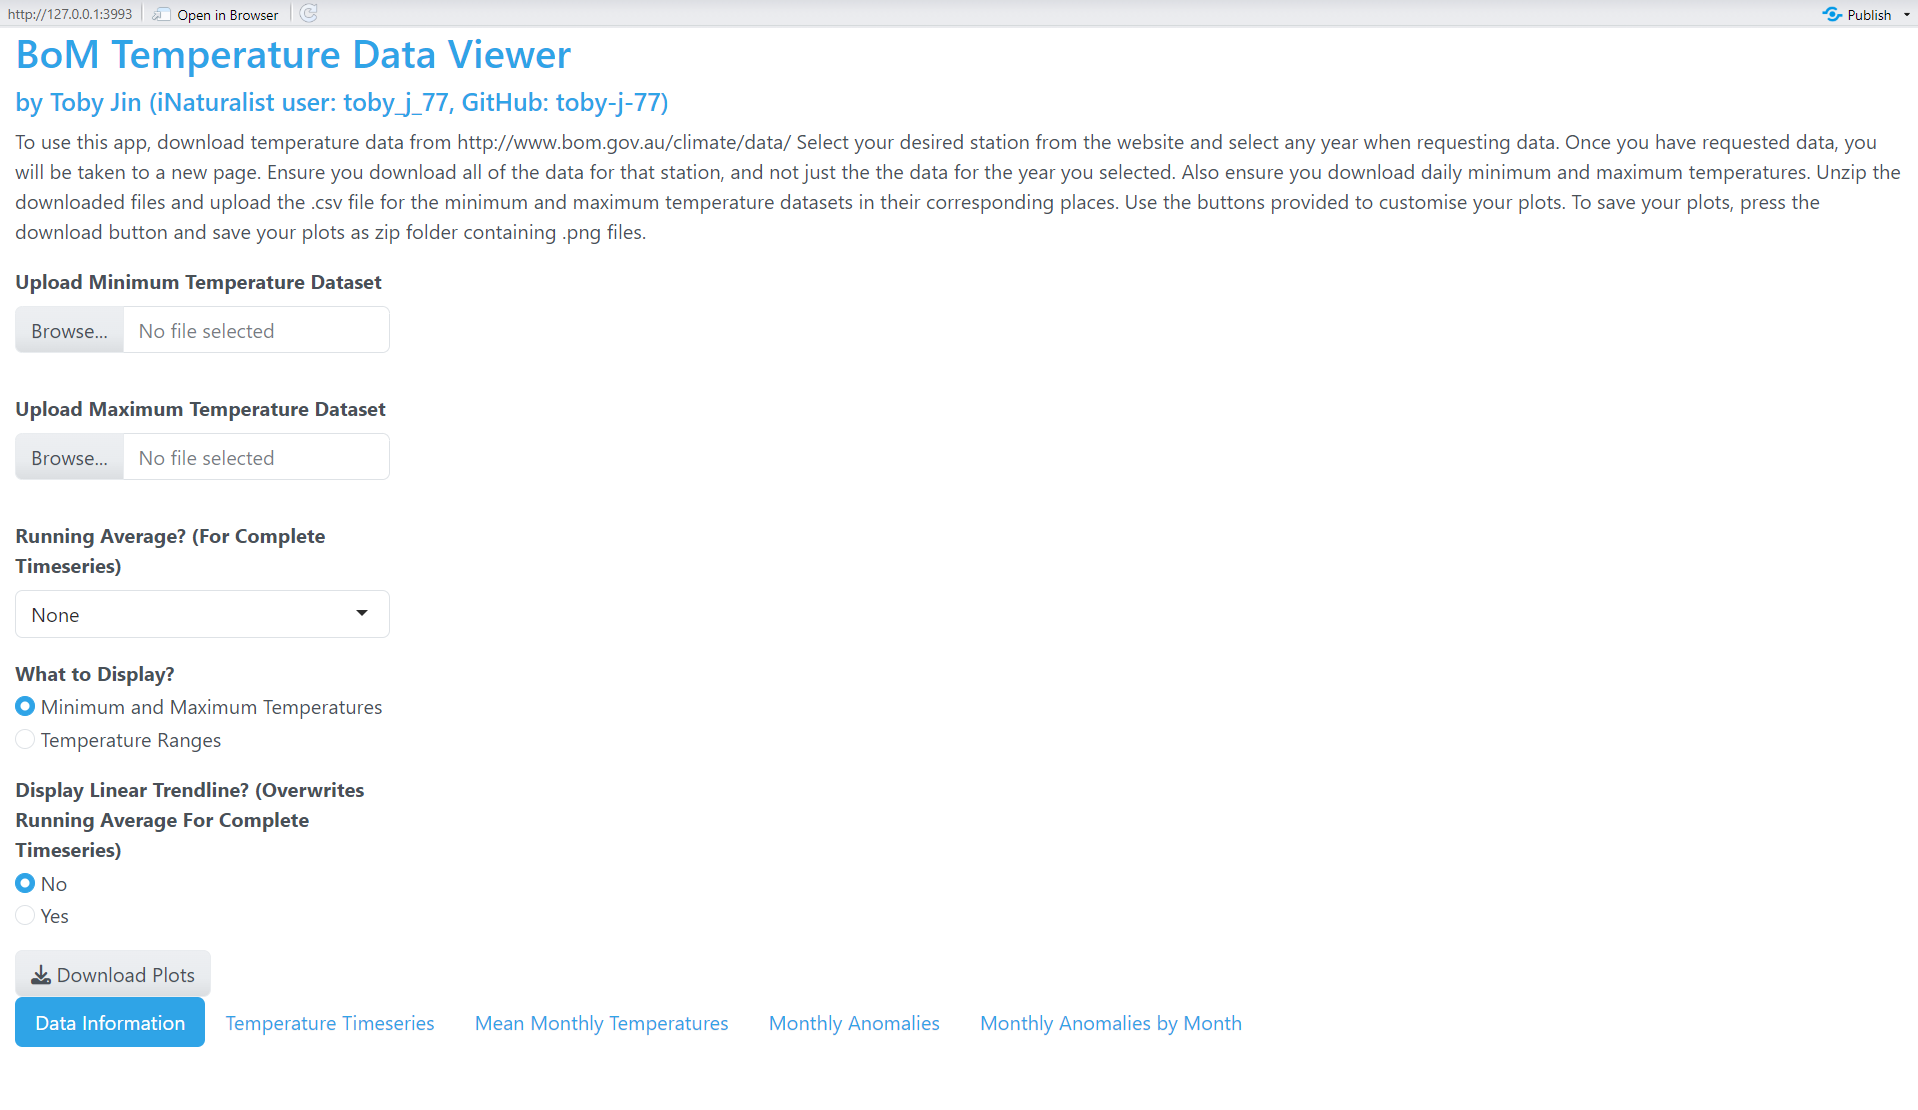 http://127.0.0.1:3993 Open in Browser Publish
BoM Temperature Data Viewer
by Toby Jin (iNaturalist user: toby_j_77, GitHub: toby-j-77)
To use this app, download temperature data from http://www.bom.gov.au/climate/data/ Select your desired station from the website and select any year when requesting data. Once you have requested data, you
will be taken to a new page. Ensure you download all of the data for that station, and not just the the data for the year you selected. Also ensure you download daily minimum and maximum temperatures. Unzip the
downloaded files and upload the .csv file for the minimum and maximum temperature datasets in their corresponding places. Use the buttons provided to customise your plots. To save your plots, press the
download button and save your plots as zip folder containing .png files.
Upload Minimum Temperature Dataset
Browse... No file selected
Upload Maximum Temperature Dataset
Browse... No file selected
Running Average? (For Complete
Timeseries)
None
What to Display?
Minimum and Maximum Temperatures
Temperature Ranges
Display Linear Trendline? (Overwrites
Running Average For Complete
Timeseries)
No
Yes
Download Plots
Data Information Temperature Timeseries Mean Monthly Temperatures Monthly Anomalies Monthly Anomalies by Month